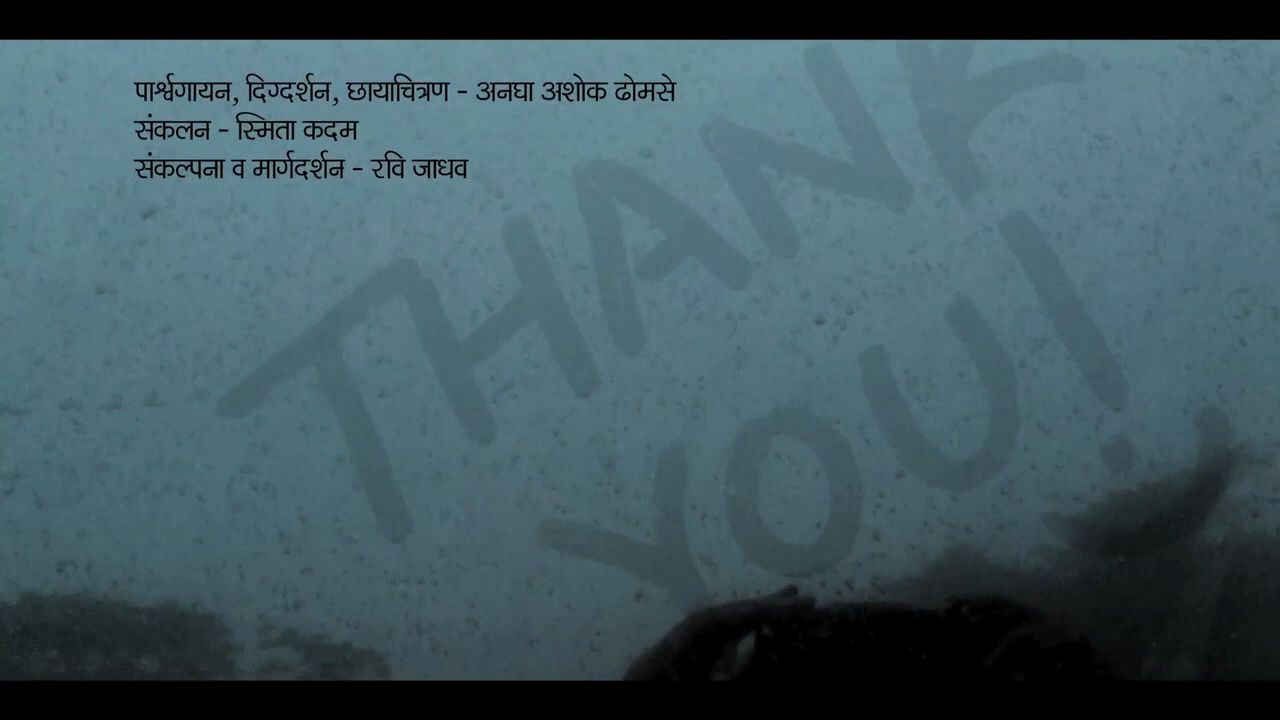 पार्श्वगायन, दिग्दर्शन, छायाचित्रण - अनघा अशोक ढोमसे
संकलन - स्मिता कदम
संकल्पना व मार्गदर्शन - रवि जाधव
THANK
YOU!